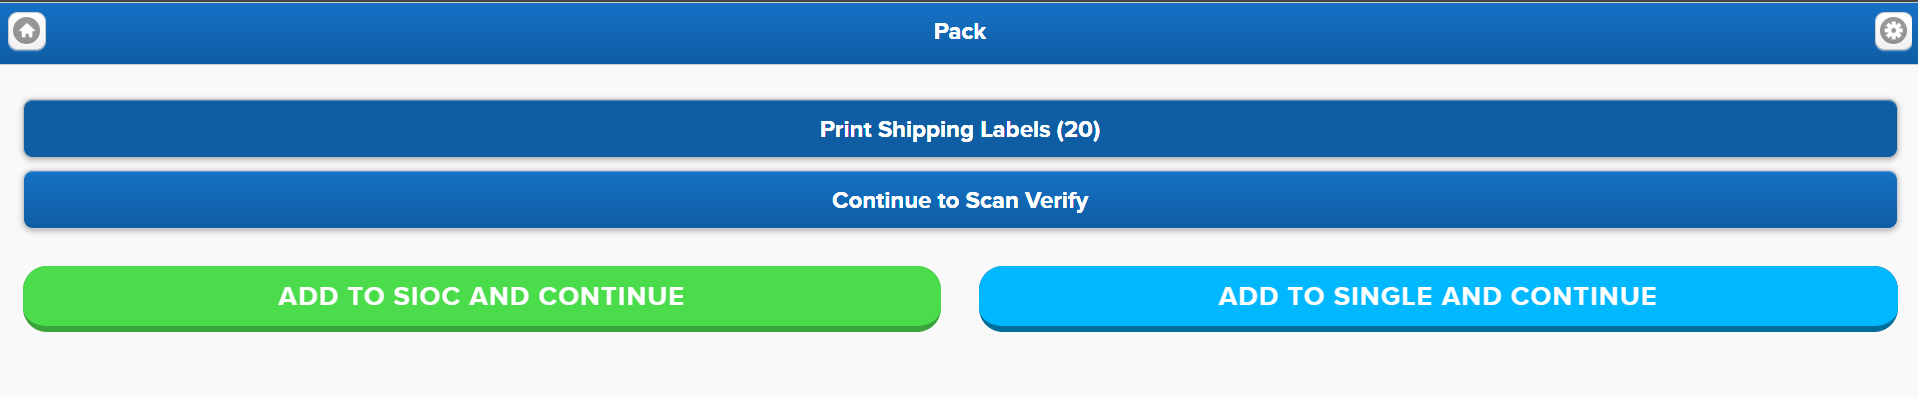 Pack
Print Shipping Labels (20)
Continue to Scan Verify
ADD TO SIOC AND CONTINUE
ADD TO SINGLE AND CONTINUE